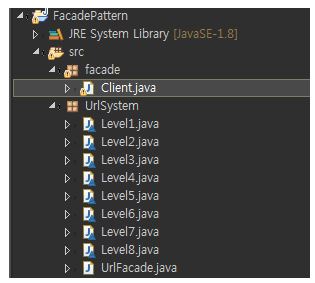 FacadePattern
JRE System Library [JavaSE-1.8]
src
facade
Client.java
UrlSystem
Level1.java
Level2.java
Level3.java
Level4.java
Level5.java
Level6.java
Level7.java
Level8.java
UrlFacade.java